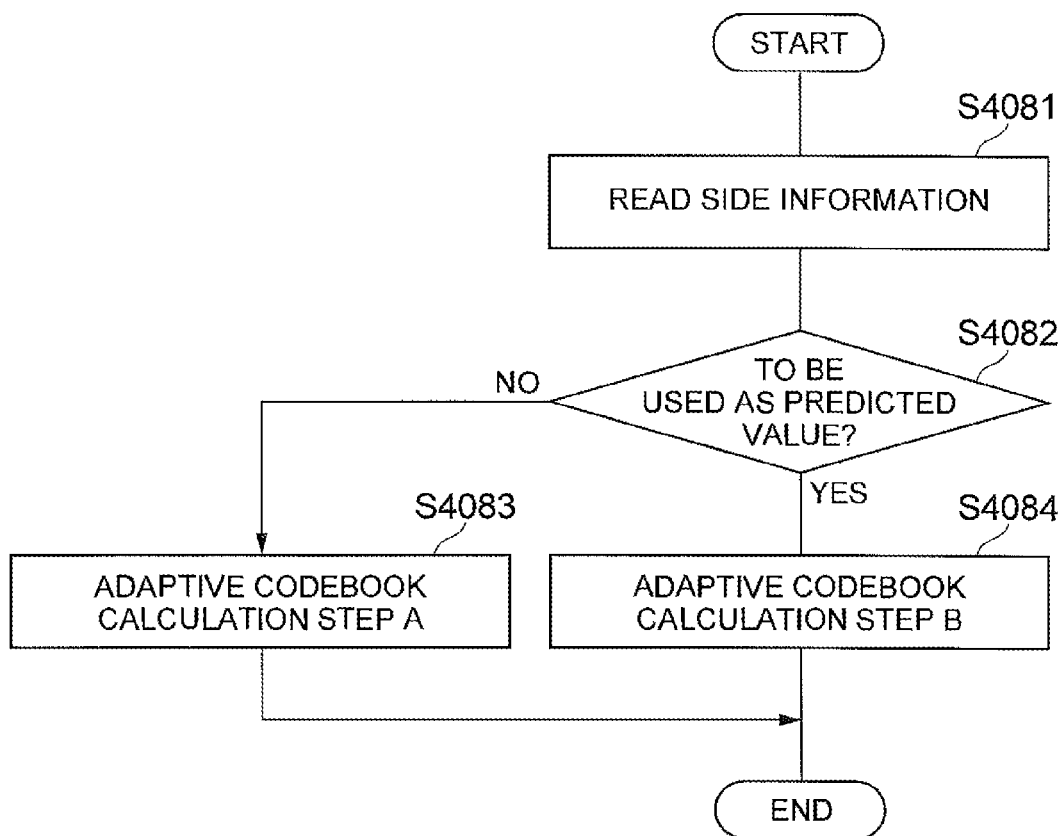 START
S4081
READ SIDE INFORMATION
S4082
TO BE
USED AS PREDICTED
VALUE?
NO
YES
S4083
ADAPTIVE CODEBOOK
CALCULATION STEP A
S4084
ADAPTIVE CODEBOOK
CALCULATION STEP B
END